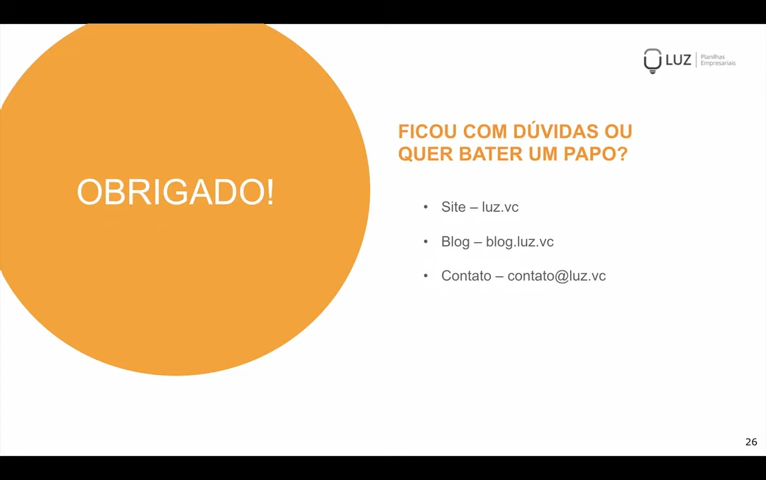 LUZ
Planilhas
Empresariais
FICOU COM DÚVIDAS OU
QUER BATER UM PAPO?
OBRIGADO!
• Site – luz.vc
• Blog – blog.luz.vc
• Contato – contato@luz.vc
26